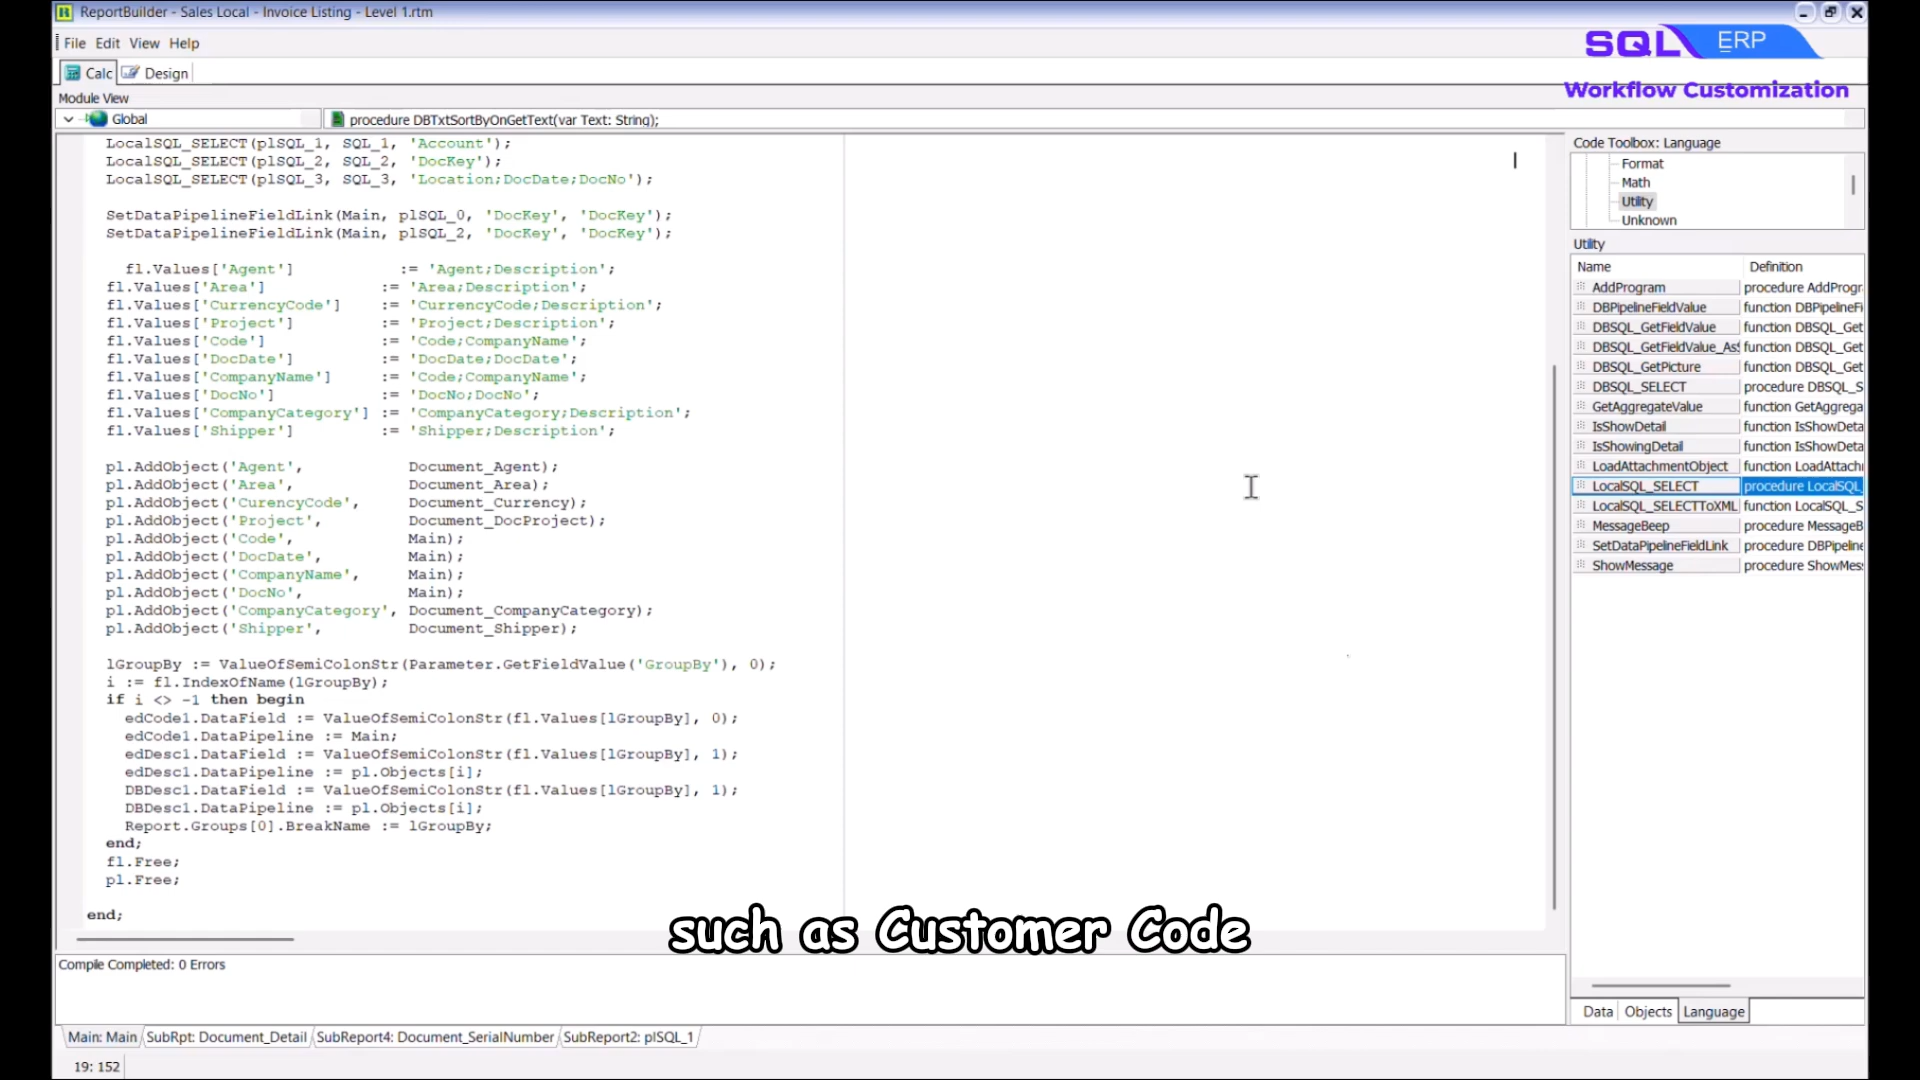 ReportBuilder - Sales Local - Invoice Listing - Level 1.rtm
File Edit View Help
SQL ERP
Workflow Customization
Calc Design
Module View
Global
procedure DBTxtSortByOnGetText(var Text: String);
LocalSQL_SELECT(plSQL_1, SQL_1, 'Account');
LocalSQL_SELECT(plSQL_2, SQL_2, 'DocKey');
LocalSQL_SELECT(plSQL_3, SQL_3, 'Location;DocDate;DocNo');
SetDataPipelineFieldLink(Main, plSQL_0, 'DocKey', 'DocKey');
SetDataPipelineFieldLink(Main, plSQL_2, 'DocKey', 'DocKey');
fl.Values['Agent'] := 'Agent;Description';
fl.Values['Area'] := 'Area;Description';
fl.Values['CurrencyCode'] := 'CurrencyCode;Description';
fl.Values['Project'] := 'Project;Description';
fl.Values['Code'] := 'Code;CompanyName';
fl.Values['DocDate'] := 'DocDate;DocDate';
fl.Values['CompanyName'] := 'Code;CompanyName';
fl.Values['DocNo'] := 'DocNo;DocNo';
fl.Values['CompanyCategory'] := 'CompanyCategory;Description';
fl.Values['Shipper'] := 'Shipper;Description';
pl.AddObject('Agent', Document_Agent);
pl.AddObject('Area', Document_Area);
pl.AddObject('CurencyCode', Document_Currency);
pl.AddObject('Project', Document_DocProject);
pl.AddObject('Code', Main);
pl.AddObject('DocDate', Main);
pl.AddObject('CompanyName', Main);
pl.AddObject('DocNo', Main);
pl.AddObject('CompanyCategory', Document_CompanyCategory);
pl.AddObject('Shipper', Document_Shipper);
lGroupBy := ValueOfSemiColonStr(Parameter.GetFieldValue('GroupBy'), 0);
i := fl.IndexOfName(lGroupBy);
if i <> -1 then begin
edCode1.DataField := ValueOfSemiColonStr(fl.Values[lGroupBy], 0);
edCode1.DataPipeline := Main;
edDesc1.DataField := ValueOfSemiColonStr(fl.Values[lGroupBy], 1);
edDesc1.DataPipeline := pl.Objects[i];
DBDesc1.DataField := ValueOfSemiColonStr(fl.Values[lGroupBy], 1);
DBDesc1.DataPipeline := pl.Objects[i];
Report.Groups[0].BreakName := lGroupBy;
end;
fl.Free;
pl.Free;
end;
such as Customer Code
Compile Completed: 0 Errors
Main: Main SubRpt: Document_Detail SubReport4: Document_SerialNumber SubReport2: plSQL_1
19: 152
Code Toolbox: Language
Format
Math
Utility
Unknown
Utility
Name Definition
AddProgram procedure AddProgr
DBPipelineFieldValue function DBPipelineFi
DBSQL_GetFieldValue function DBSQL_Get
DBSQL_GetFieldValue_As function DBSQL_Get
DBSQL_GetPicture function DBSQL_Get
DBSQL_SELECT procedure DBSQL_S
GetAggregateValue function GetAggrega
IsShowDetail function IsShowDeta
IsShowingDetail function IsShowDeta
LoadAttachmentObject function LoadAttach
LocalSQL_SELECT procedure LocalSQL_
LocalSQL_SELECTToXML function LocalSQL_S
MessageBeep procedure MessageB
SetDataPipelineFieldLink procedure DBPipeline
ShowMessage procedure ShowMess
Data Objects Language